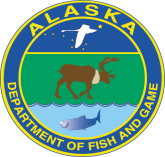 ALASKA
DEPARTMENT OF FISH AND GAME